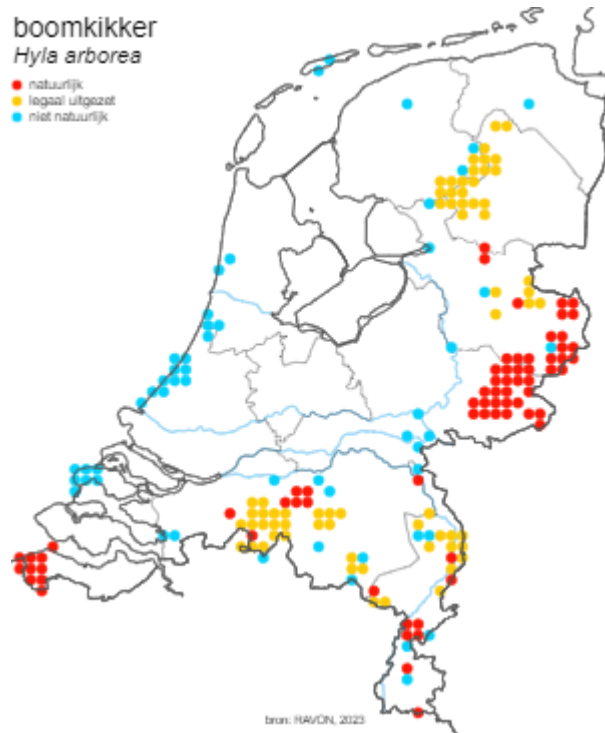 boomkikker
Hyla arborea
natuurlijk
legaal uitgezet
niet natuurlijk
bron: RAVON, 2023